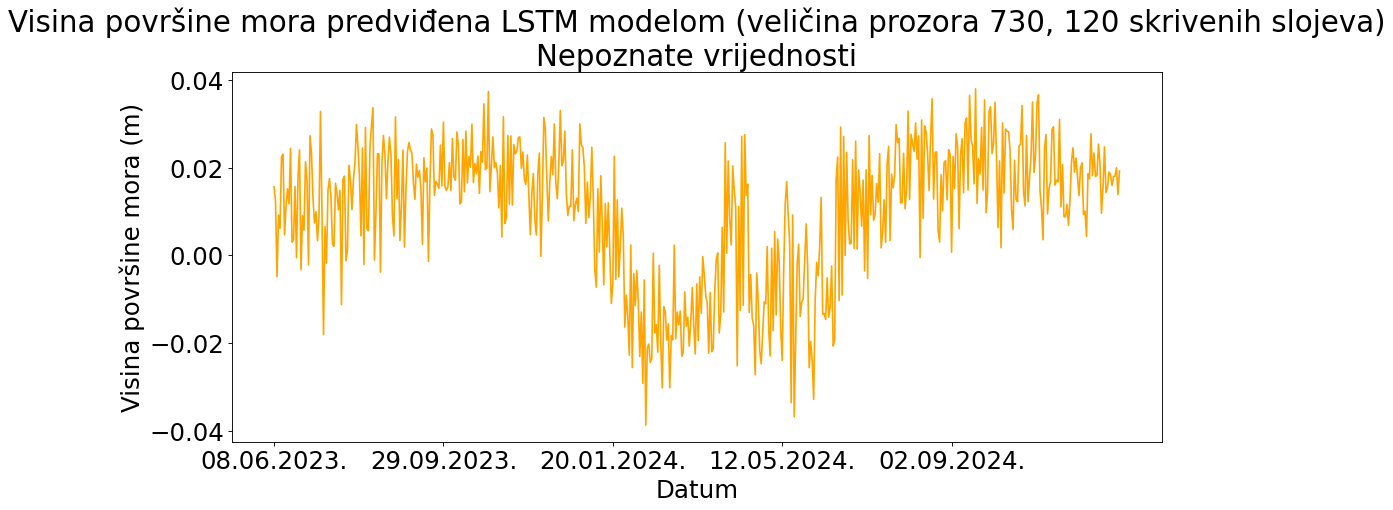 Visina površine mora predviđena LSTM modelom (veličina prozora 730, 120 skrivenih slojeva)
Nepoznate vrijednosti
Visina površine mora (m)
0.04
0.02
0.00
−0.02
−0.04
08.06.2023. 29.09.2023. 20.01.2024. 12.05.2024. 02.09.2024.
Datum